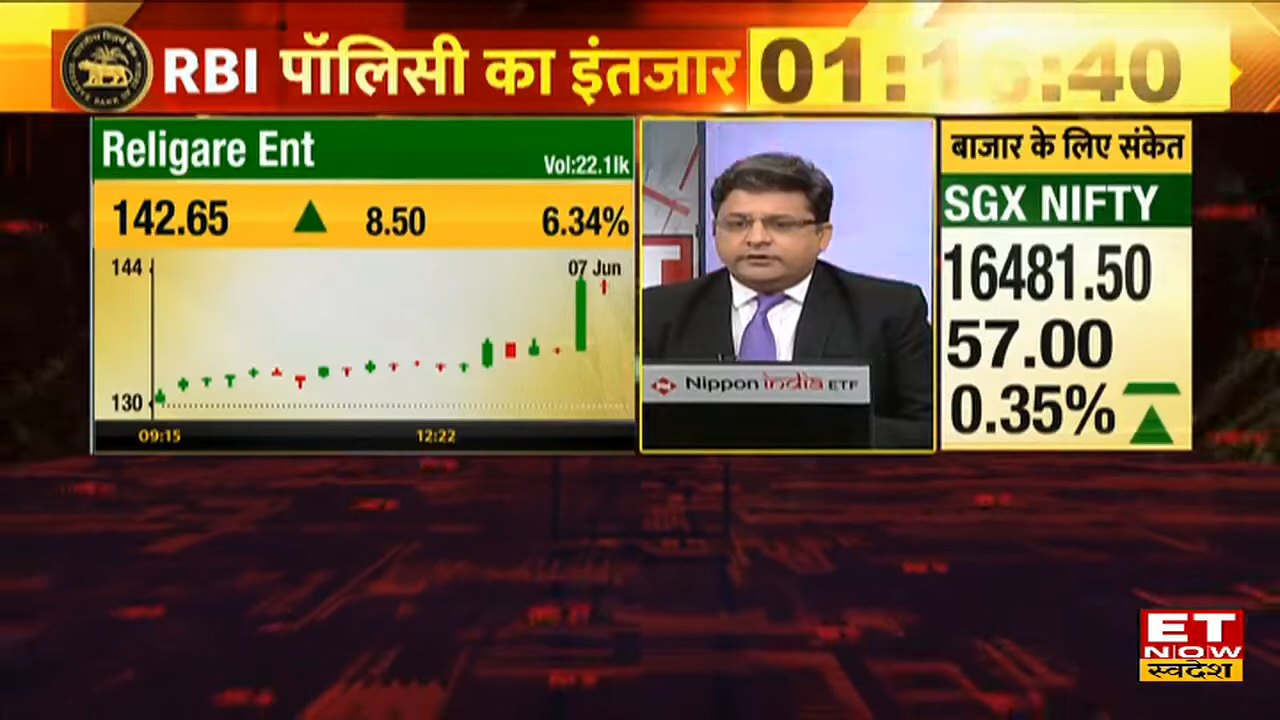 RBI पॉलिसी का इंतजार
Religare Ent
Vol:22.1lk
142.65 ▲ 8.50 6.34%
144
07 Jun
130
09:15 12:22
Nippon india ETF
बाजार के लिए संकेत
SGX NIFTY
16481.50
57.00
0.35%
ET
NOW
स्वदेश